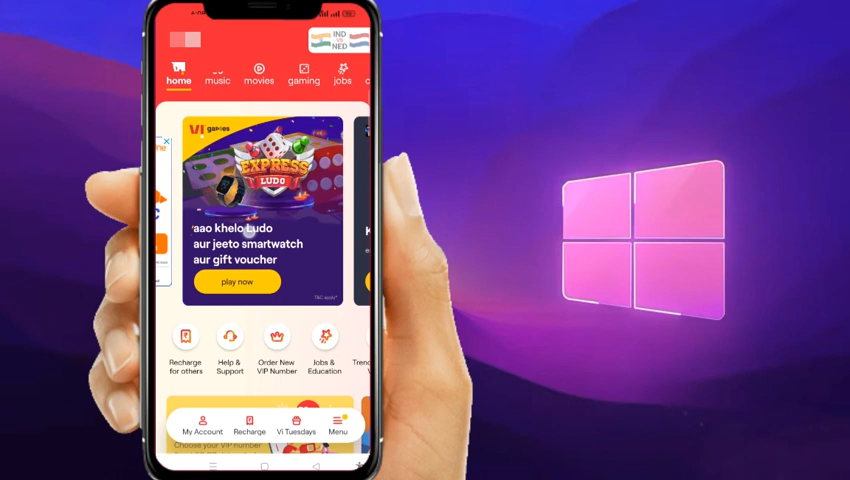 IND
VS
NED
home
music
movies
gaming
jobs
VI games
EXPRESS
LUDO
aao khelo Ludo
aur jeeto smartwatch
aur gift voucher
play now
T&C apply*
Recharge
for others
Help &
Support
Order New
VIP Number
Jobs &
Education
My Account
Recharge
Vi Tuesdays
Menu
Choose your VIP number